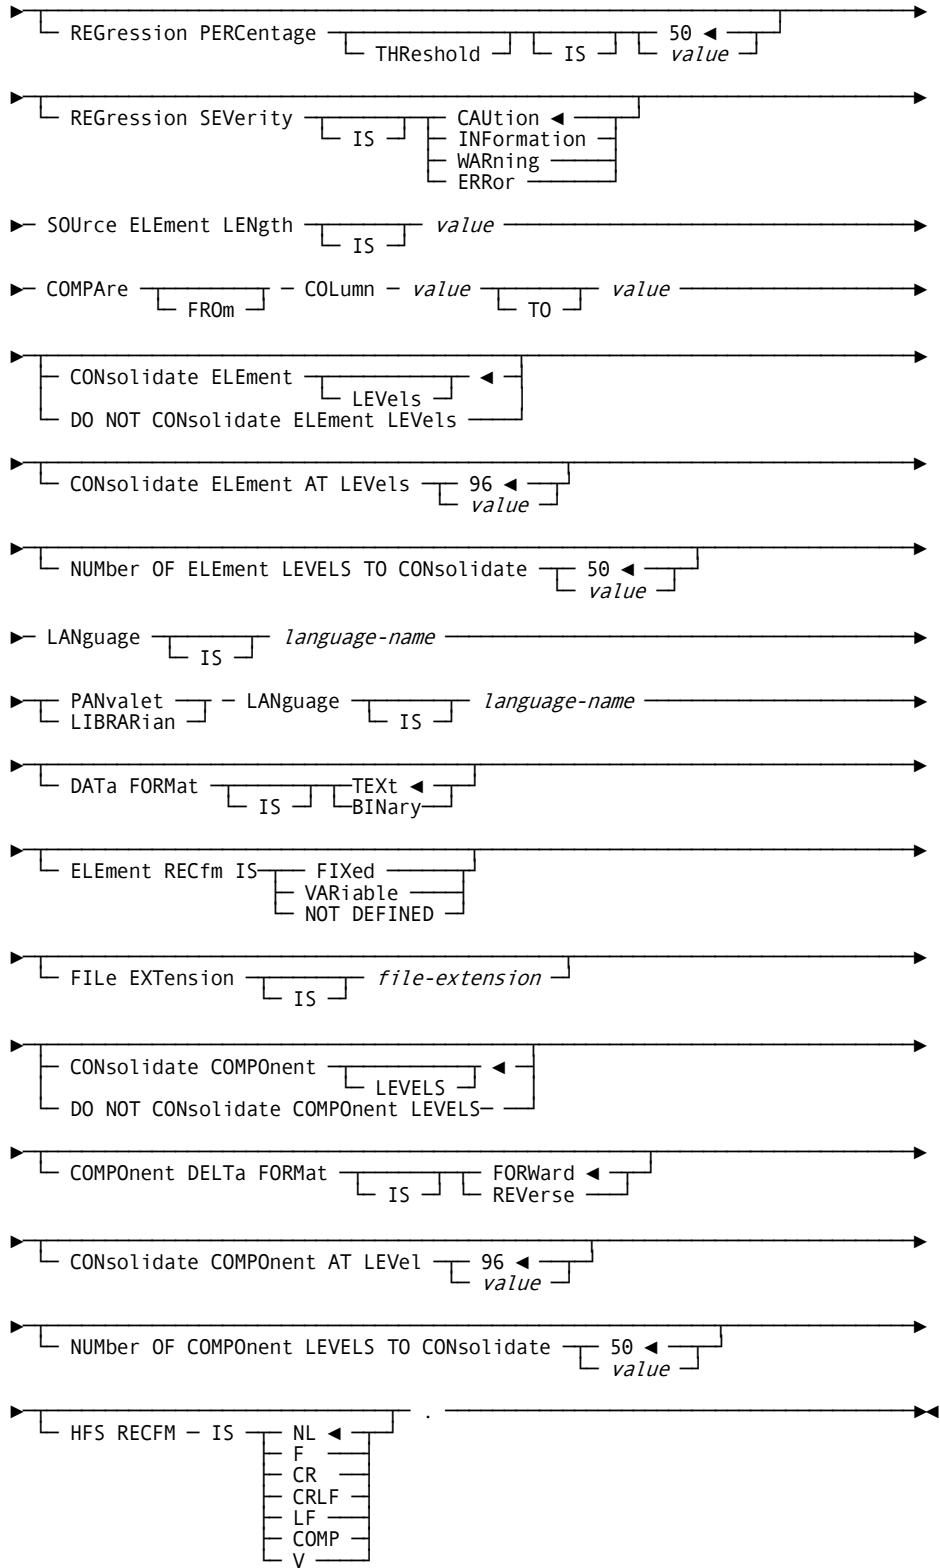 REGression PERCentage THReshold IS 50 value
REGression SEVerity IS CAUtion
INFormation
WARning
ERRor
SOUrce ELEment LENgth IS value
COMPAre FROm COLumn value TO value
CONsolidate ELEment LEVels
DO NOT CONsolidate ELEment LEVels
CONsolidate ELEment AT LEVels 96
value
NUMber OF ELEment LEVELS TO CONsolidate 50
value
LANguage IS language-name
PANvalet LANguage IS language-name
LIBRARian
DATa FORMat IS TEXt
BINary
ELEment RECfm IS FIXed
VARiable
NOT DEFINED
FILe EXTension IS file-extension
CONsolidate COMPOnent LEVELS
DO NOT CONsolidate COMPOnent LEVELS
COMPOnent DELTa FORMat IS FORWard
REVerse
CONsolidate COMPOnent AT LEVel 96
value
NUMber OF COMPOnent LEVELS TO CONsolidate 50
value
HFS RECFM IS NL .
F
CR
CRLF
LF
COMP
V